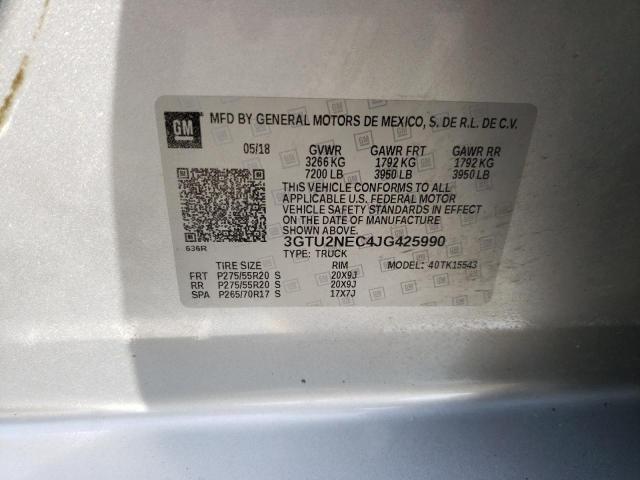 GM MFD BY GENERAL MOTORS DE MEXICO, S. DE R.L. DE C.V.
05/18 GVWR GAWR FRT GAWR RR
3266 KG 1792 KG 1792 KG
7200 LB 3950 LB 3950 LB
THIS VEHICLE CONFORMS TO ALL
APPLICABLE U.S. FEDERAL MOTOR
VEHICLE SAFETY STANDARDS IN
EFFECT ON THE DATE OF
MANUFACTURE SHOWN ABOVE.
636R 3GTU2NEC4JG425990
TYPE: TRUCK
TIRE SIZE RIM MODEL: 40TK15543
FRT P275/55R20 S 20X9J
RR P275/55R20 S 20X9J
SPA P265/70R17 S 17X7J